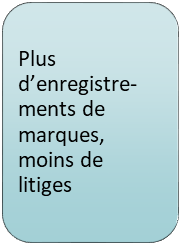 Plus
d’enregistre-
ments de
marques,
moins de
litiges